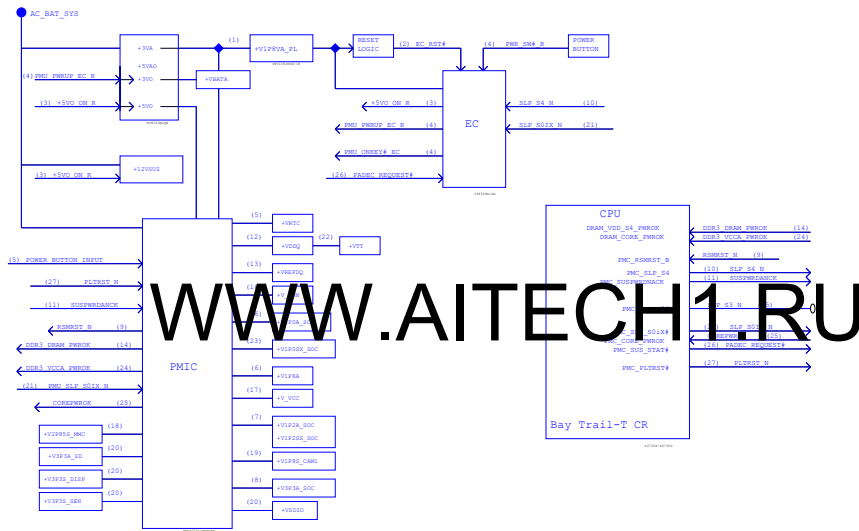 AC_BAT_SYS
+3VA
+5VAO
+3VO
+5VO
(4) PMU_PWRUP_EC_R
(3) +5VO_ON_R
+VBATA
(1)
+V1P8VA_PL
RESET LOGIC
(2) EC_RST#
(4) PWR_SW#_R
POWER BUTTON
EC
+5VO_ON_R (3)
PMU_PWRUP_EC_R (4)
PMU_ONKEY#_EC (4)
(26) PADEC_REQUEST#
SLP_S4_N (10)
SLP_S0IX_N (21)
+12VSUS
(3) +5VO_ON_R
PMIC
(5) POWER_BUTTON_INPUT
(27) PLTRST_N
(11) SUSPWRDANCK
RSMRST_N (9)
DDR3_DRAM_PWROK (14)
DDR3_VCCA_PWROK (24)
(21) PMU_SLP_S0IX_N
COREPWROK (25)
+V2P85S_MMC (18)
+V3P3A_SD (20)
+V3P3S_DISP (20)
+V3P3S_SEN (20)
(5) +VRTC
(12) +VDDQ (22) +VTT
(13) +VREFDQ
(23) +V1P0SX_SOC
(6) +V1P8A
(17) +V_VCC
(7) +V1P2A_SOC
+V1P2SX_SOC
(19) +V1P8S_CAM1
(8) +V3P3A_SOC
(20) +VSDIO
CPU
DRAM_VDD_S4_PWROK
DRAM_CORE_PWROK
PMC_RSMRST_B
PMC_SLP_S4
PMC_SUSPWRDNACK
PMC_CORE_PWROK
PMC_SUS_STAT#
PMC_PLTRST#
DDR3_DRAM_PWROK (14)
DDR3_VCCA_PWROK (24)
RSMRST_N (9)
(10) SLP_S4_N
(11) SUSPWRDANCK
(26) PADEC_REQUEST#
(27) PLTRST_N
Bay Trail-T CR
WWW.AITECH1.RU